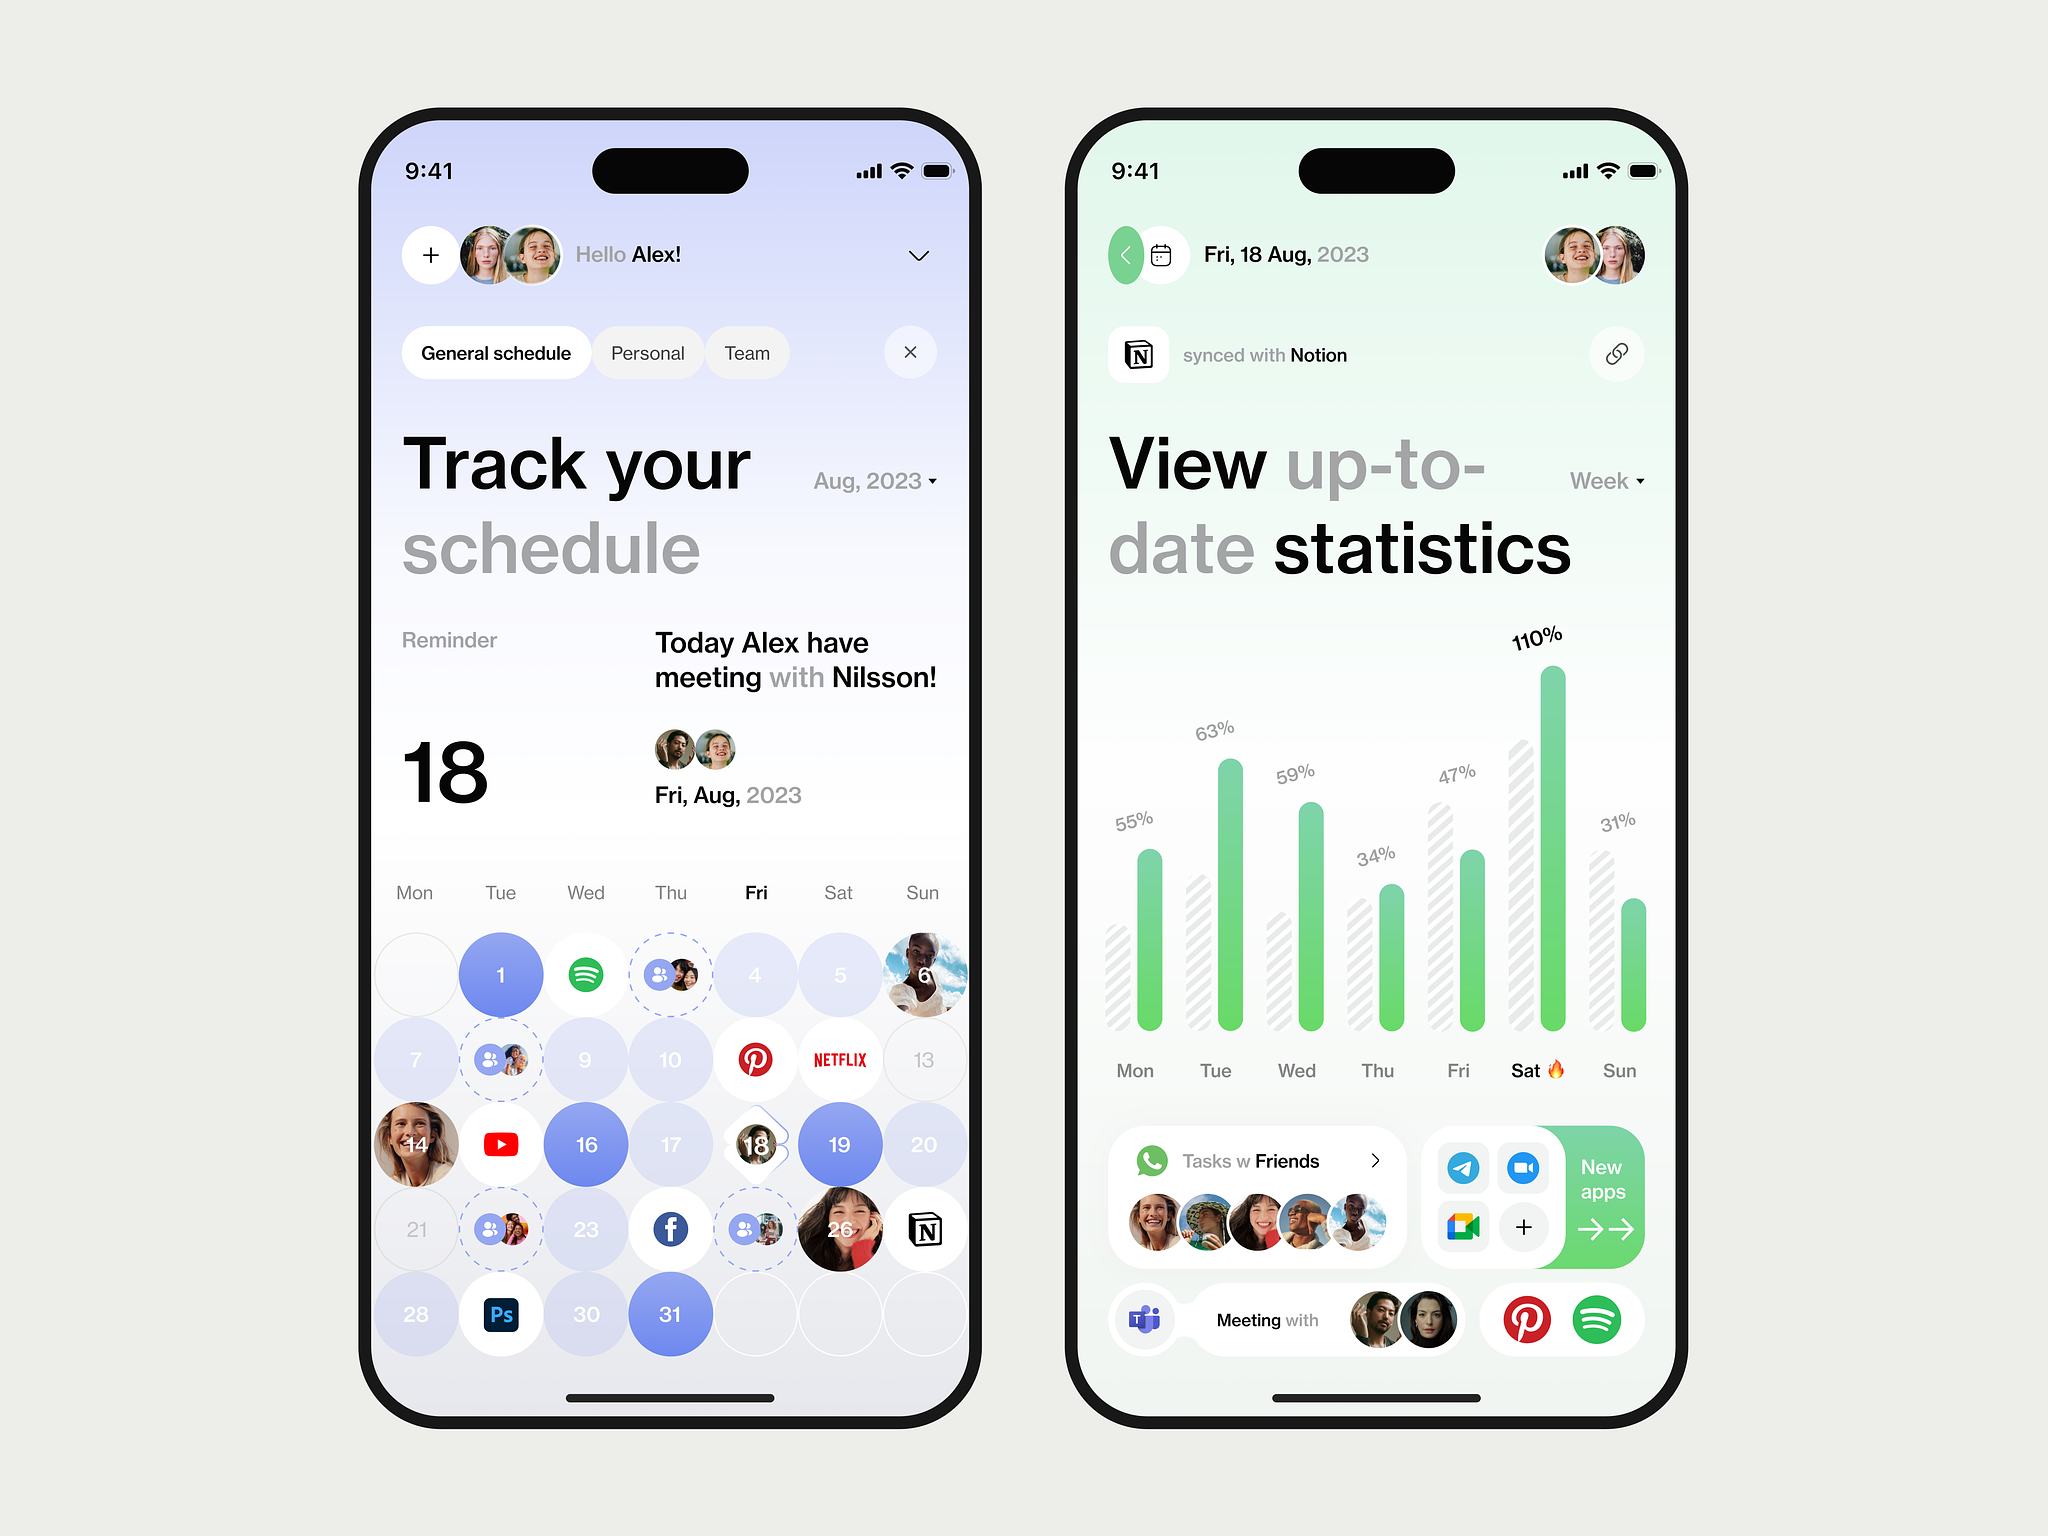 9:41
Hello Alex!
General schedule
Personal
Team
Track your
schedule
Aug, 2023
Reminder
Today Alex have
meeting with Nilsson!
18
Fri, Aug, 2023
Mon Tue Wed Thu Fri Sat Sun
1 4 5 6
7 9 10 NETFLIX 13
14 16 17 18 19 20
21 23 26 N
28 Ps 30 31
9:41
Fri, 18 Aug, 2023
N
synced with Notion
View up-to-
date statistics
Week
110%
63%
59%
47%
55%
31%
34%
Mon Tue Wed Thu Fri Sat Sun
Tasks w Friends
New
apps
T
Meeting with